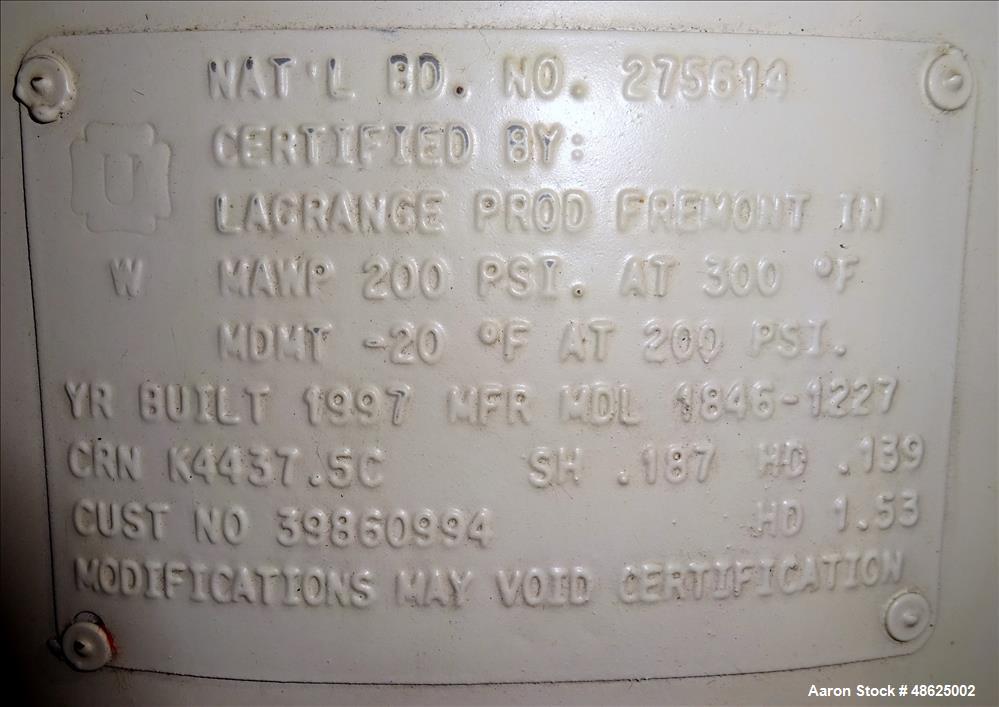 NAT'L BD. NO. 275614
CERTIFIED BY:
U
LAGRANGE PROD FREMONT IN
W MAWP 200 PSI. AT 300 °F
MDMT -20 °F AT 200 PSI.
YR BUILT 1997 MFR MDL 1846-1227
CRN K4437.5C SH .187 HD .139
CUST NO 39860994 HD 1.53
MODIFICATIONS MAY VOID CERTIFICATION
Aaron Stock # 48625002